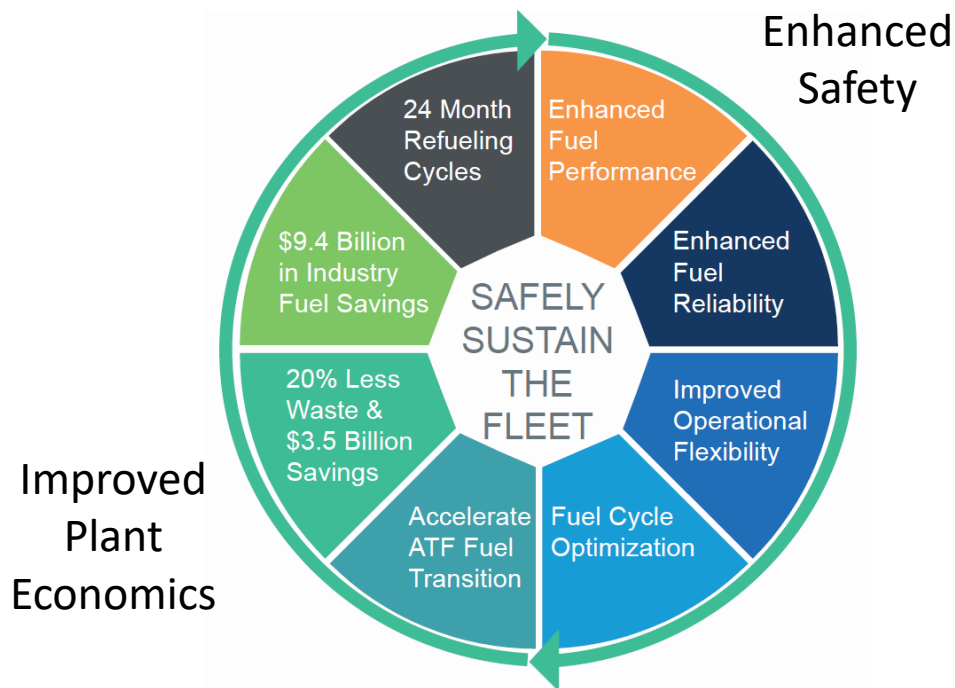 Enhanced
Safety
24 Month
Refueling
Cycles
Enhanced
Fuel
Performance
$9.4 Billion
in Industry
Fuel Savings
Enhanced
Fuel
Reliability
SAFELY
SUSTAIN
THE
FLEET
20% Less
Waste &
$3.5 Billion
Savings
Improved
Operational
Flexibility
Improved
Plant
Economics
Accelerate
ATF Fuel
Transition
Fuel Cycle
Optimization